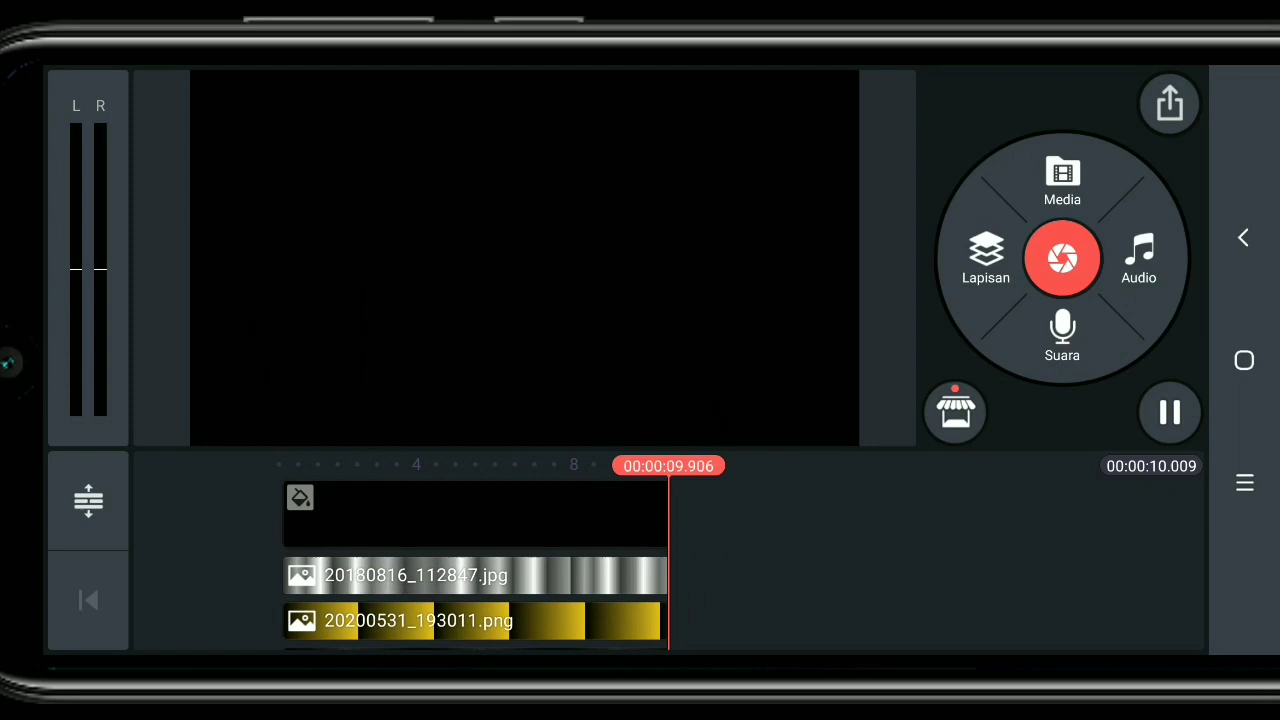 L R
Media
Lapisan
Audio
Suara
4
8
00:00:09.906
00:00:10.009
20180816_112847.jpg
20200531_193011.png